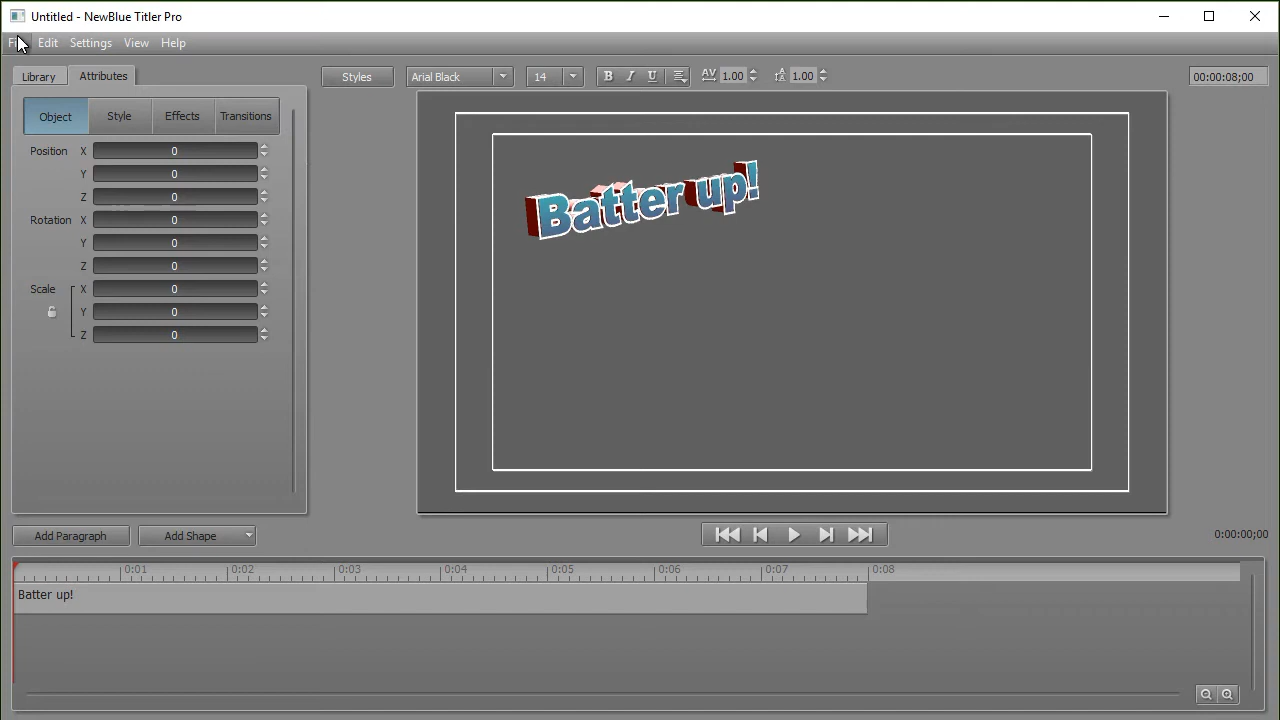 Untitled - NewBlue Titler Pro
Edit Settings View Help
Library Attributes
Styles Arial Black 14 B I U AV 1.00 1.00 00:00:08;00
Object Style Effects Transitions
Position X 0
Y 0
Z 0
Rotation X 0
Y 0
Z 0
Scale X 0
Y 0
Z 0
Batter up!
Add Paragraph Add Shape 0:00:00;00
0:01 0:02 0:03 0:04 0:05 0:06 0:07 0:08
Batter up!